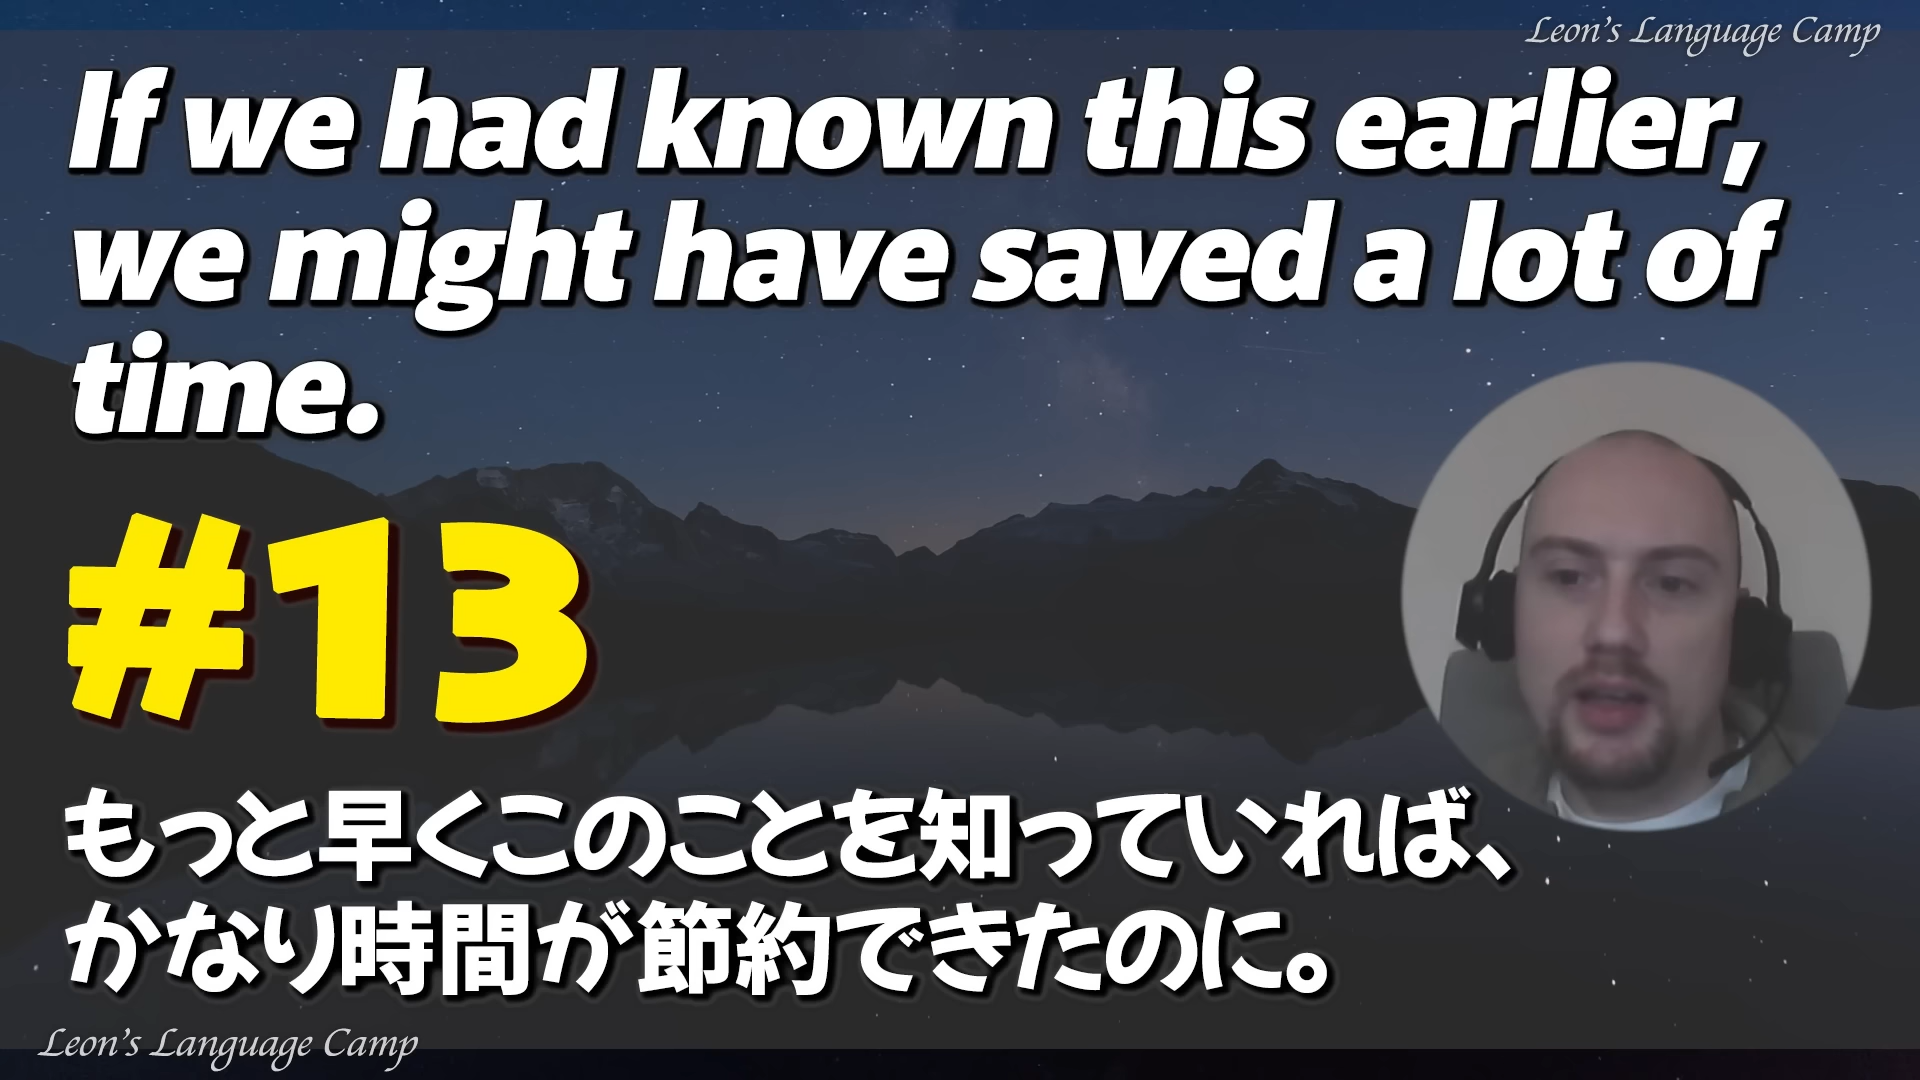 Leon's Language Camp
If we had known this earlier,
we might have saved a lot of
time.
#13
もっと早くこのことを知っていれば、
かなり時間が節約できたのに。
Leon's Language Camp